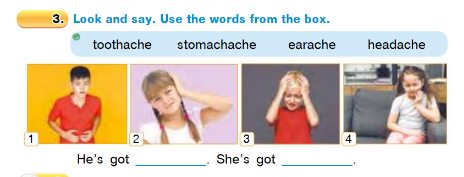 3. Look and say. Use the words from the box.
toothache stomachache earache headache
1 2 3 4
He's got __________. She's got __________.